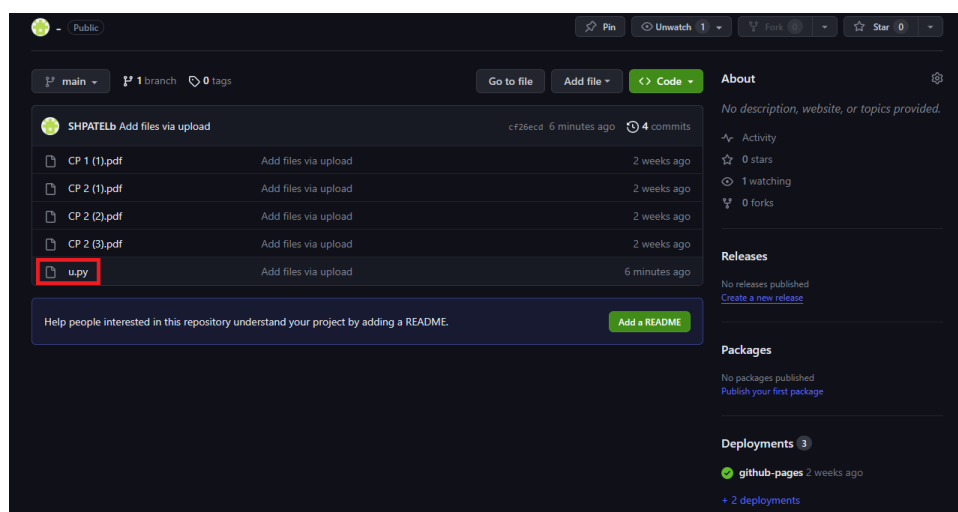 - Public
Pin
Unwatch 1
Fork 0
Star 0
main
1 branch
0 tags
Go to file
Add file
<> Code
SHPATELb Add files via upload
cf26ecd 6 minutes ago
4 commits
CP 1 (1).pdf Add files via upload 2 weeks ago
CP 2 (1).pdf Add files via upload 2 weeks ago
CP 2 (2).pdf Add files via upload 2 weeks ago
CP 2 (3).pdf Add files via upload 2 weeks ago
u.py Add files via upload 6 minutes ago
Help people interested in this repository understand your project by adding a README.
Add a README
About
No description, website, or topics provided.
Activity
0 stars
1 watching
0 forks
Releases
No releases published
Create a new release
Packages
No packages published
Publish your first package
Deployments 3
github-pages 2 weeks ago
+ 2 deployments